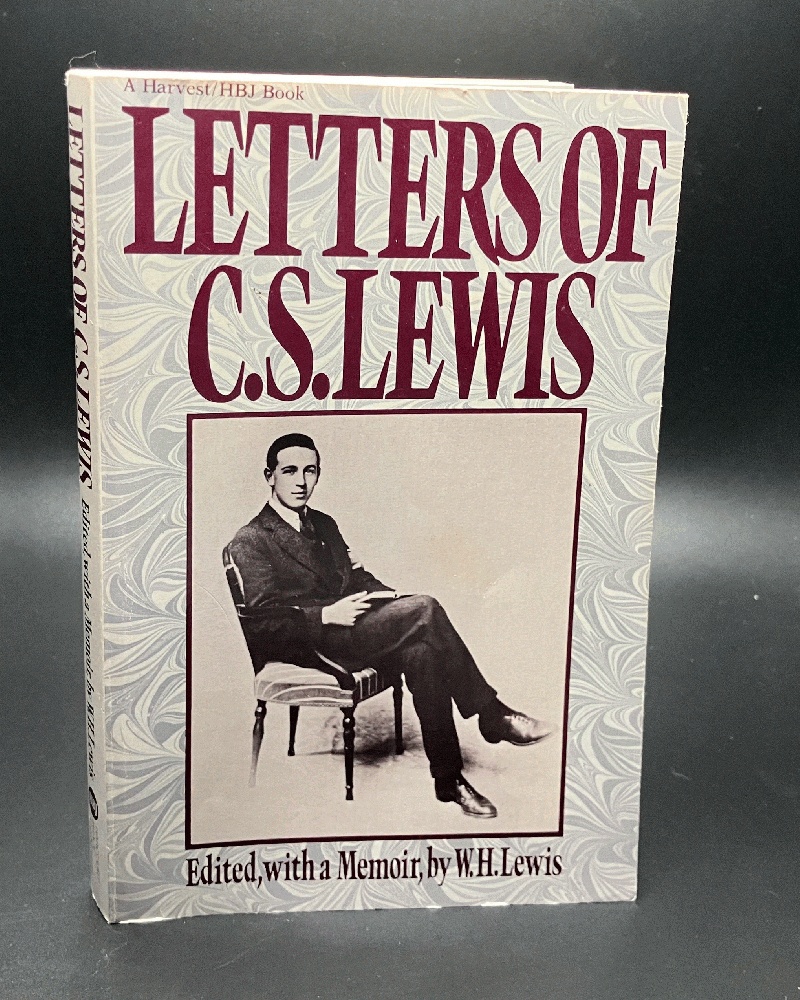 A Harvest/HBJ Book
LETTERS OF
C.S.LEWIS
Edited, with a Memoir, by W.H.Lewis
LETTERS OF C.S.LEWIS Edited with a Memoir by W.H.Lewis